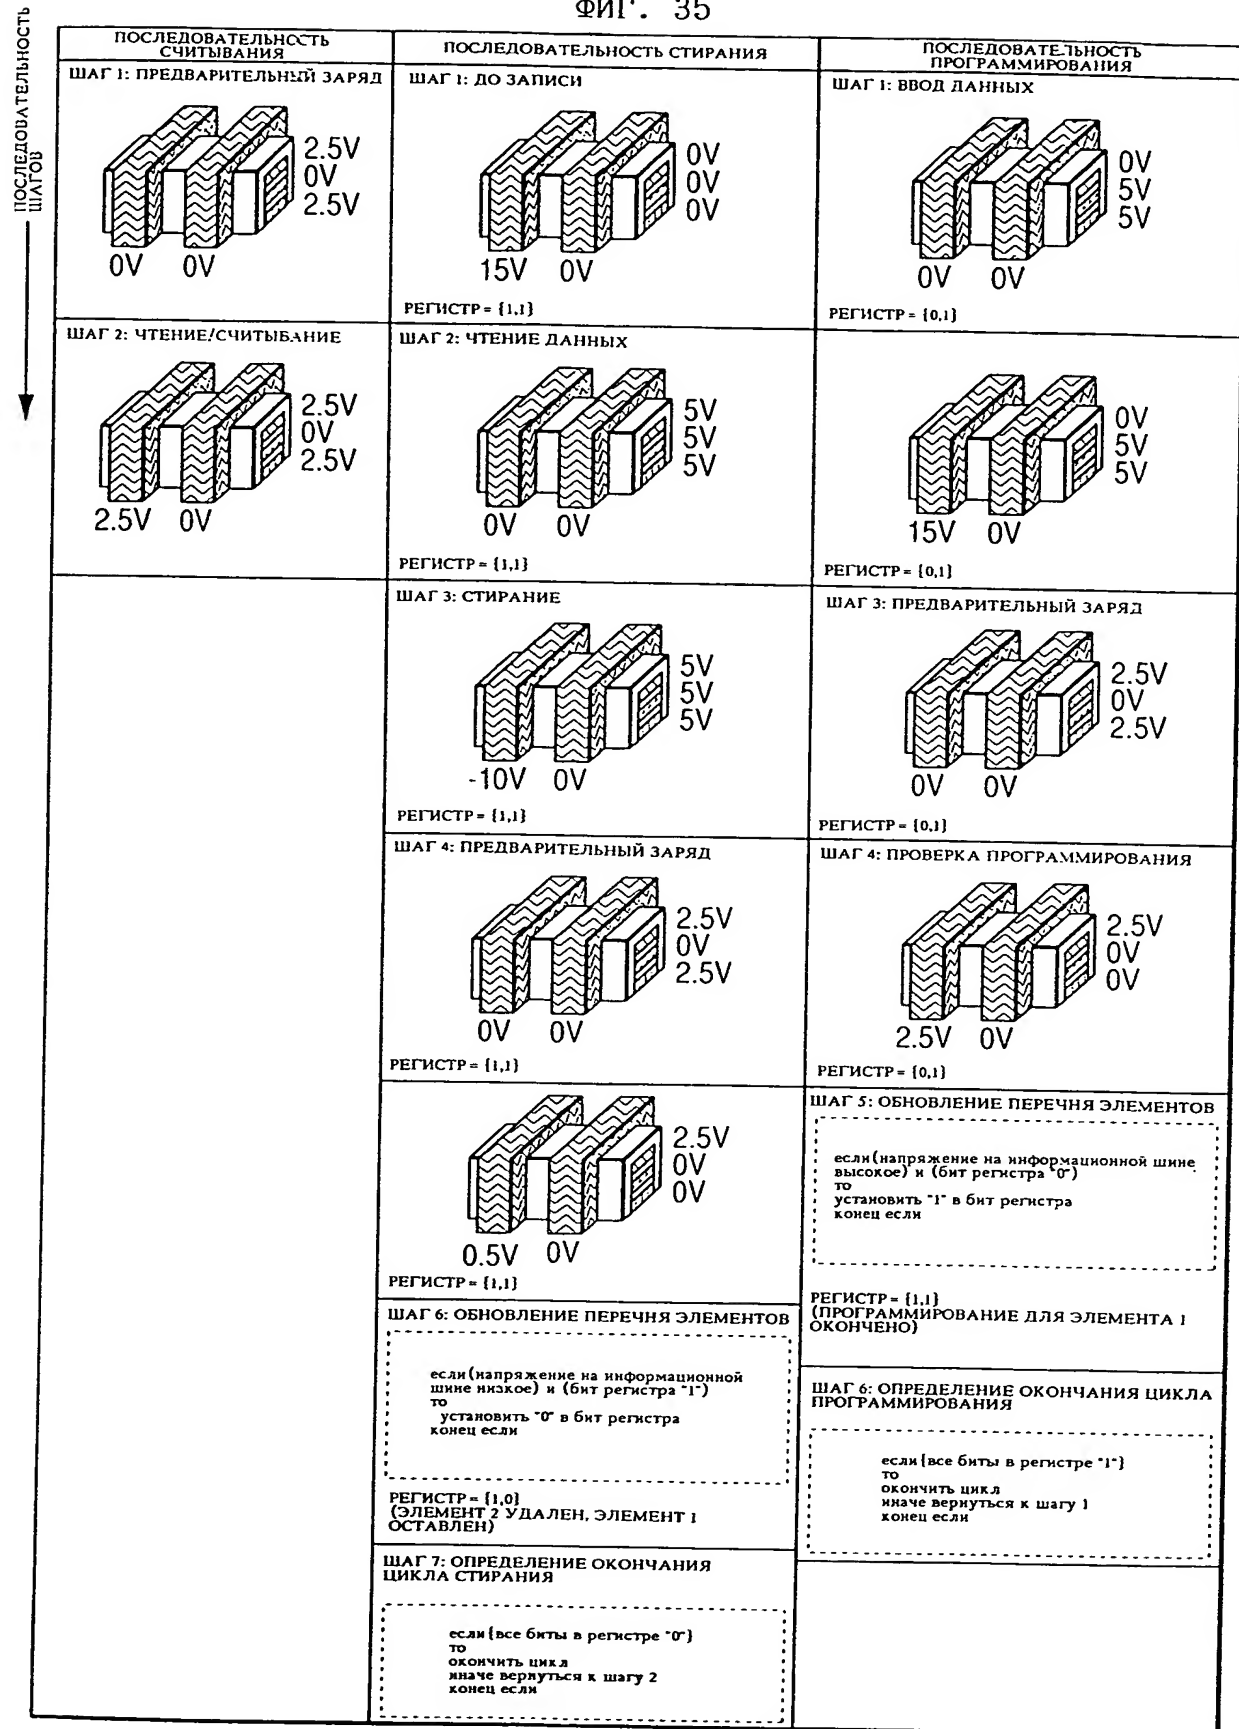 ФИГ. 35
ПОСЛЕДОВАТЕЛЬНОСТЬ
ШАГОВ
ПОСЛЕДОВАТЕЛЬНОСТЬ
СЧИТЫВАНИЯ
ШАГ 1: ПРЕДВАРИТЕЛЬНЫЙ ЗАРЯД
2.5V
0V
2.5V
0V 0V
ШАГ 2: ЧТЕНИЕ/СЧИТЫВАНИЕ
2.5V
0V
2.5V
2.5V 0V
ПОСЛЕДОВАТЕЛЬНОСТЬ СТИРАНИЯ
ШАГ 1: ДО ЗАПИСИ
0V
0V
0V
15V 0V
РЕГИСТР = {1,1}
ШАГ 2: ЧТЕНИЕ ДАННЫХ
5V
5V
5V
0V 0V
РЕГИСТР = {1,1}
ШАГ 3: СТИРАНИЕ
5V
5V
5V
-10V 0V
РЕГИСТР = {1,1}
ШАГ 4: ПРЕДВАРИТЕЛЬНЫЙ ЗАРЯД
2.5V
0V
2.5V
0V 0V
РЕГИСТР = {1,1}
2.5V
0V
0V
0.5V 0V
РЕГИСТР = {1,1}
ШАГ 6: ОБНОВЛЕНИЕ ПЕРЕЧНЯ ЭЛЕМЕНТОВ
если(напряжение на информационной
шине низкое) и (бит регистра "1")
то
установить "0" в бит регистра
конец если
РЕГИСТР = {1,0}
(ЭЛЕМЕНТ 2 УДАЛЕН, ЭЛЕМЕНТ 1
ОСТАВЛЕН)
ШАГ 7: ОПРЕДЕЛЕНИЕ ОКОНЧАНИЯ
ЦИКЛА СТИРАНИЯ
если{все биты в регистре "0"}
то
окончить цикл
иначе вернуться к шагу 2
конец если
ПОСЛЕДОВАТЕЛЬНОСТЬ
ПРОГРАММИРОВАНИЯ
ШАГ 1: ВВОД ДАННЫХ
0V
5V
5V
0V 0V
РЕГИСТР = {0,1}
0V
5V
5V
15V 0V
РЕГИСТР = {0,1}
ШАГ 3: ПРЕДВАРИТЕЛЬНЫЙ ЗАРЯД
2.5V
0V
2.5V
0V 0V
РЕГИСТР = {0,1}
ШАГ 4: ПРОВЕРКА ПРОГРАММИРОВАНИЯ
2.5V
0V
0V
2.5V 0V
РЕГИСТР = {0,1}
ШАГ 5: ОБНОВЛЕНИЕ ПЕРЕЧНЯ ЭЛЕМЕНТОВ
если(напряжение на информационной шине
высокое) и (бит регистра "0")
то
установить "1" в бит регистра
конец если
РЕГИСТР = {1,1}
(ПРОГРАММИРОВАНИЕ ДЛЯ ЭЛЕМЕНТА 1
ОКОНЧЕНО)
ШАГ 6: ОПРЕДЕЛЕНИЕ ОКОНЧАНИЯ ЦИКЛА
ПРОГРАММИРОВАНИЯ
если{все биты в регистре "1"}
то
окончить цикл
иначе вернуться к шагу 1
конец если